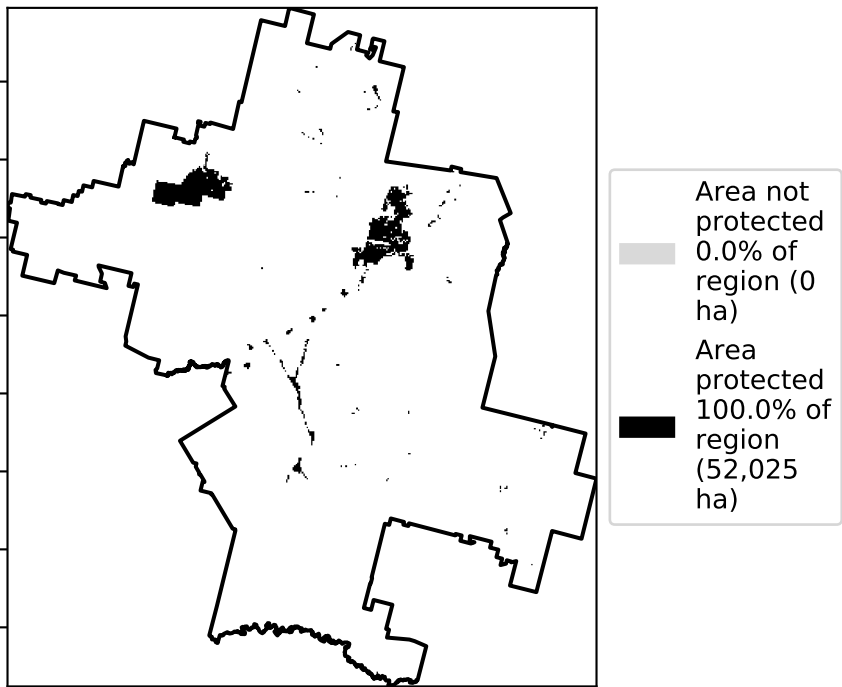 Area not
protected
0.0% of
region (0
ha)
Area
protected
100.0% of
region
(52,025
ha)